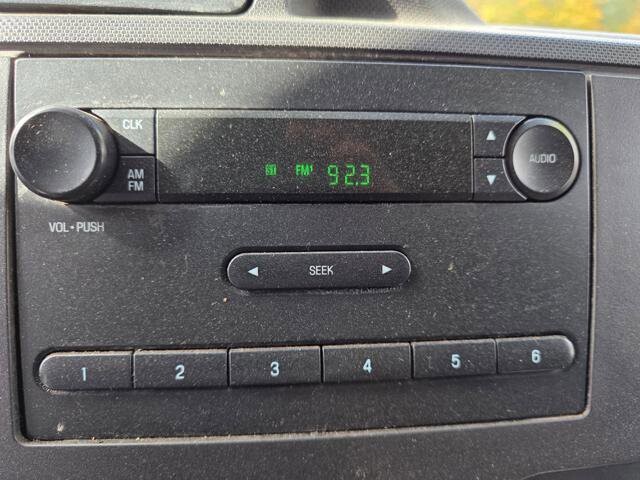 CLK
AM
FM
ST FM1 92.3
▲
▼
AUDIO
VOL•PUSH
◀ SEEK ▶
1 2 3 4 5 6